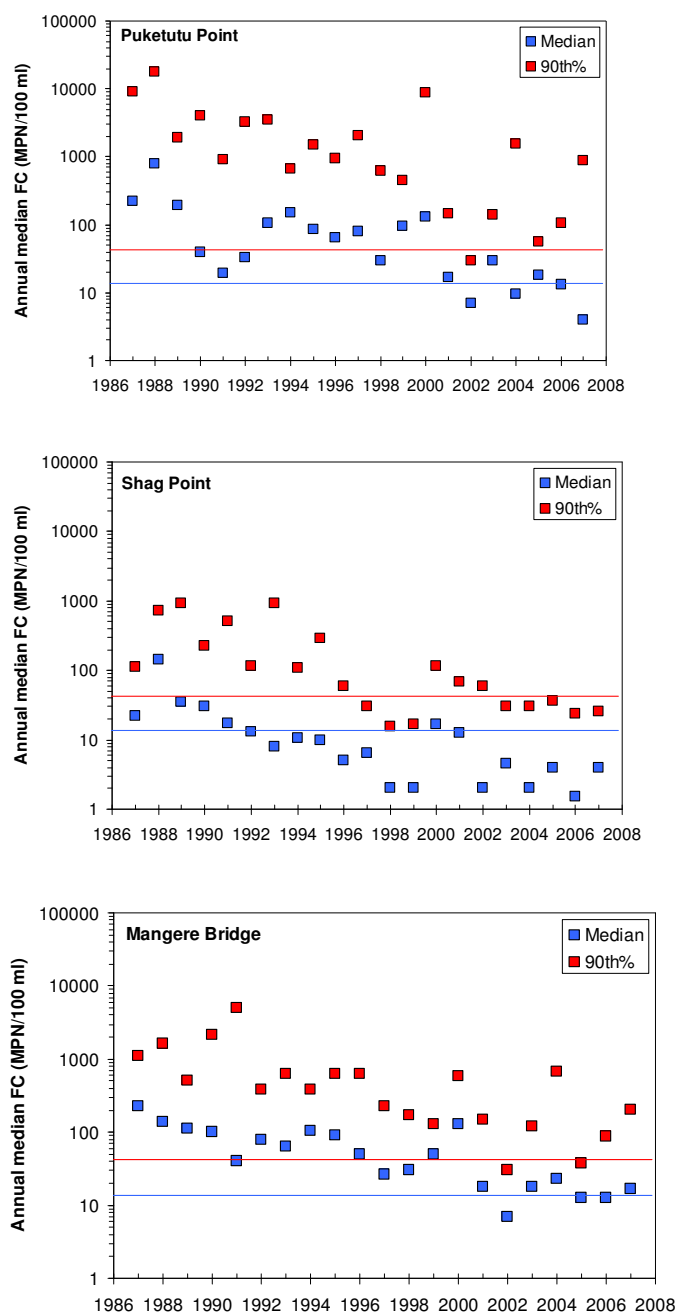 Puketutu Point
Median
90th%
Annual median FC (MPN/100 ml)
100000
10000
1000
100
10
1
1986 1988 1990 1992 1994 1996 1998 2000 2002 2004 2006 2008
Shag Point
Median
90th%
Annual median FC (MPN/100 ml)
100000
10000
1000
100
10
1
1986 1988 1990 1992 1994 1996 1998 2000 2002 2004 2006 2008
Mangere Bridge
Median
90th%
Annual median FC (MPN/100 ml)
100000
10000
1000
100
10
1
1986 1988 1990 1992 1994 1996 1998 2000 2002 2004 2006 2008